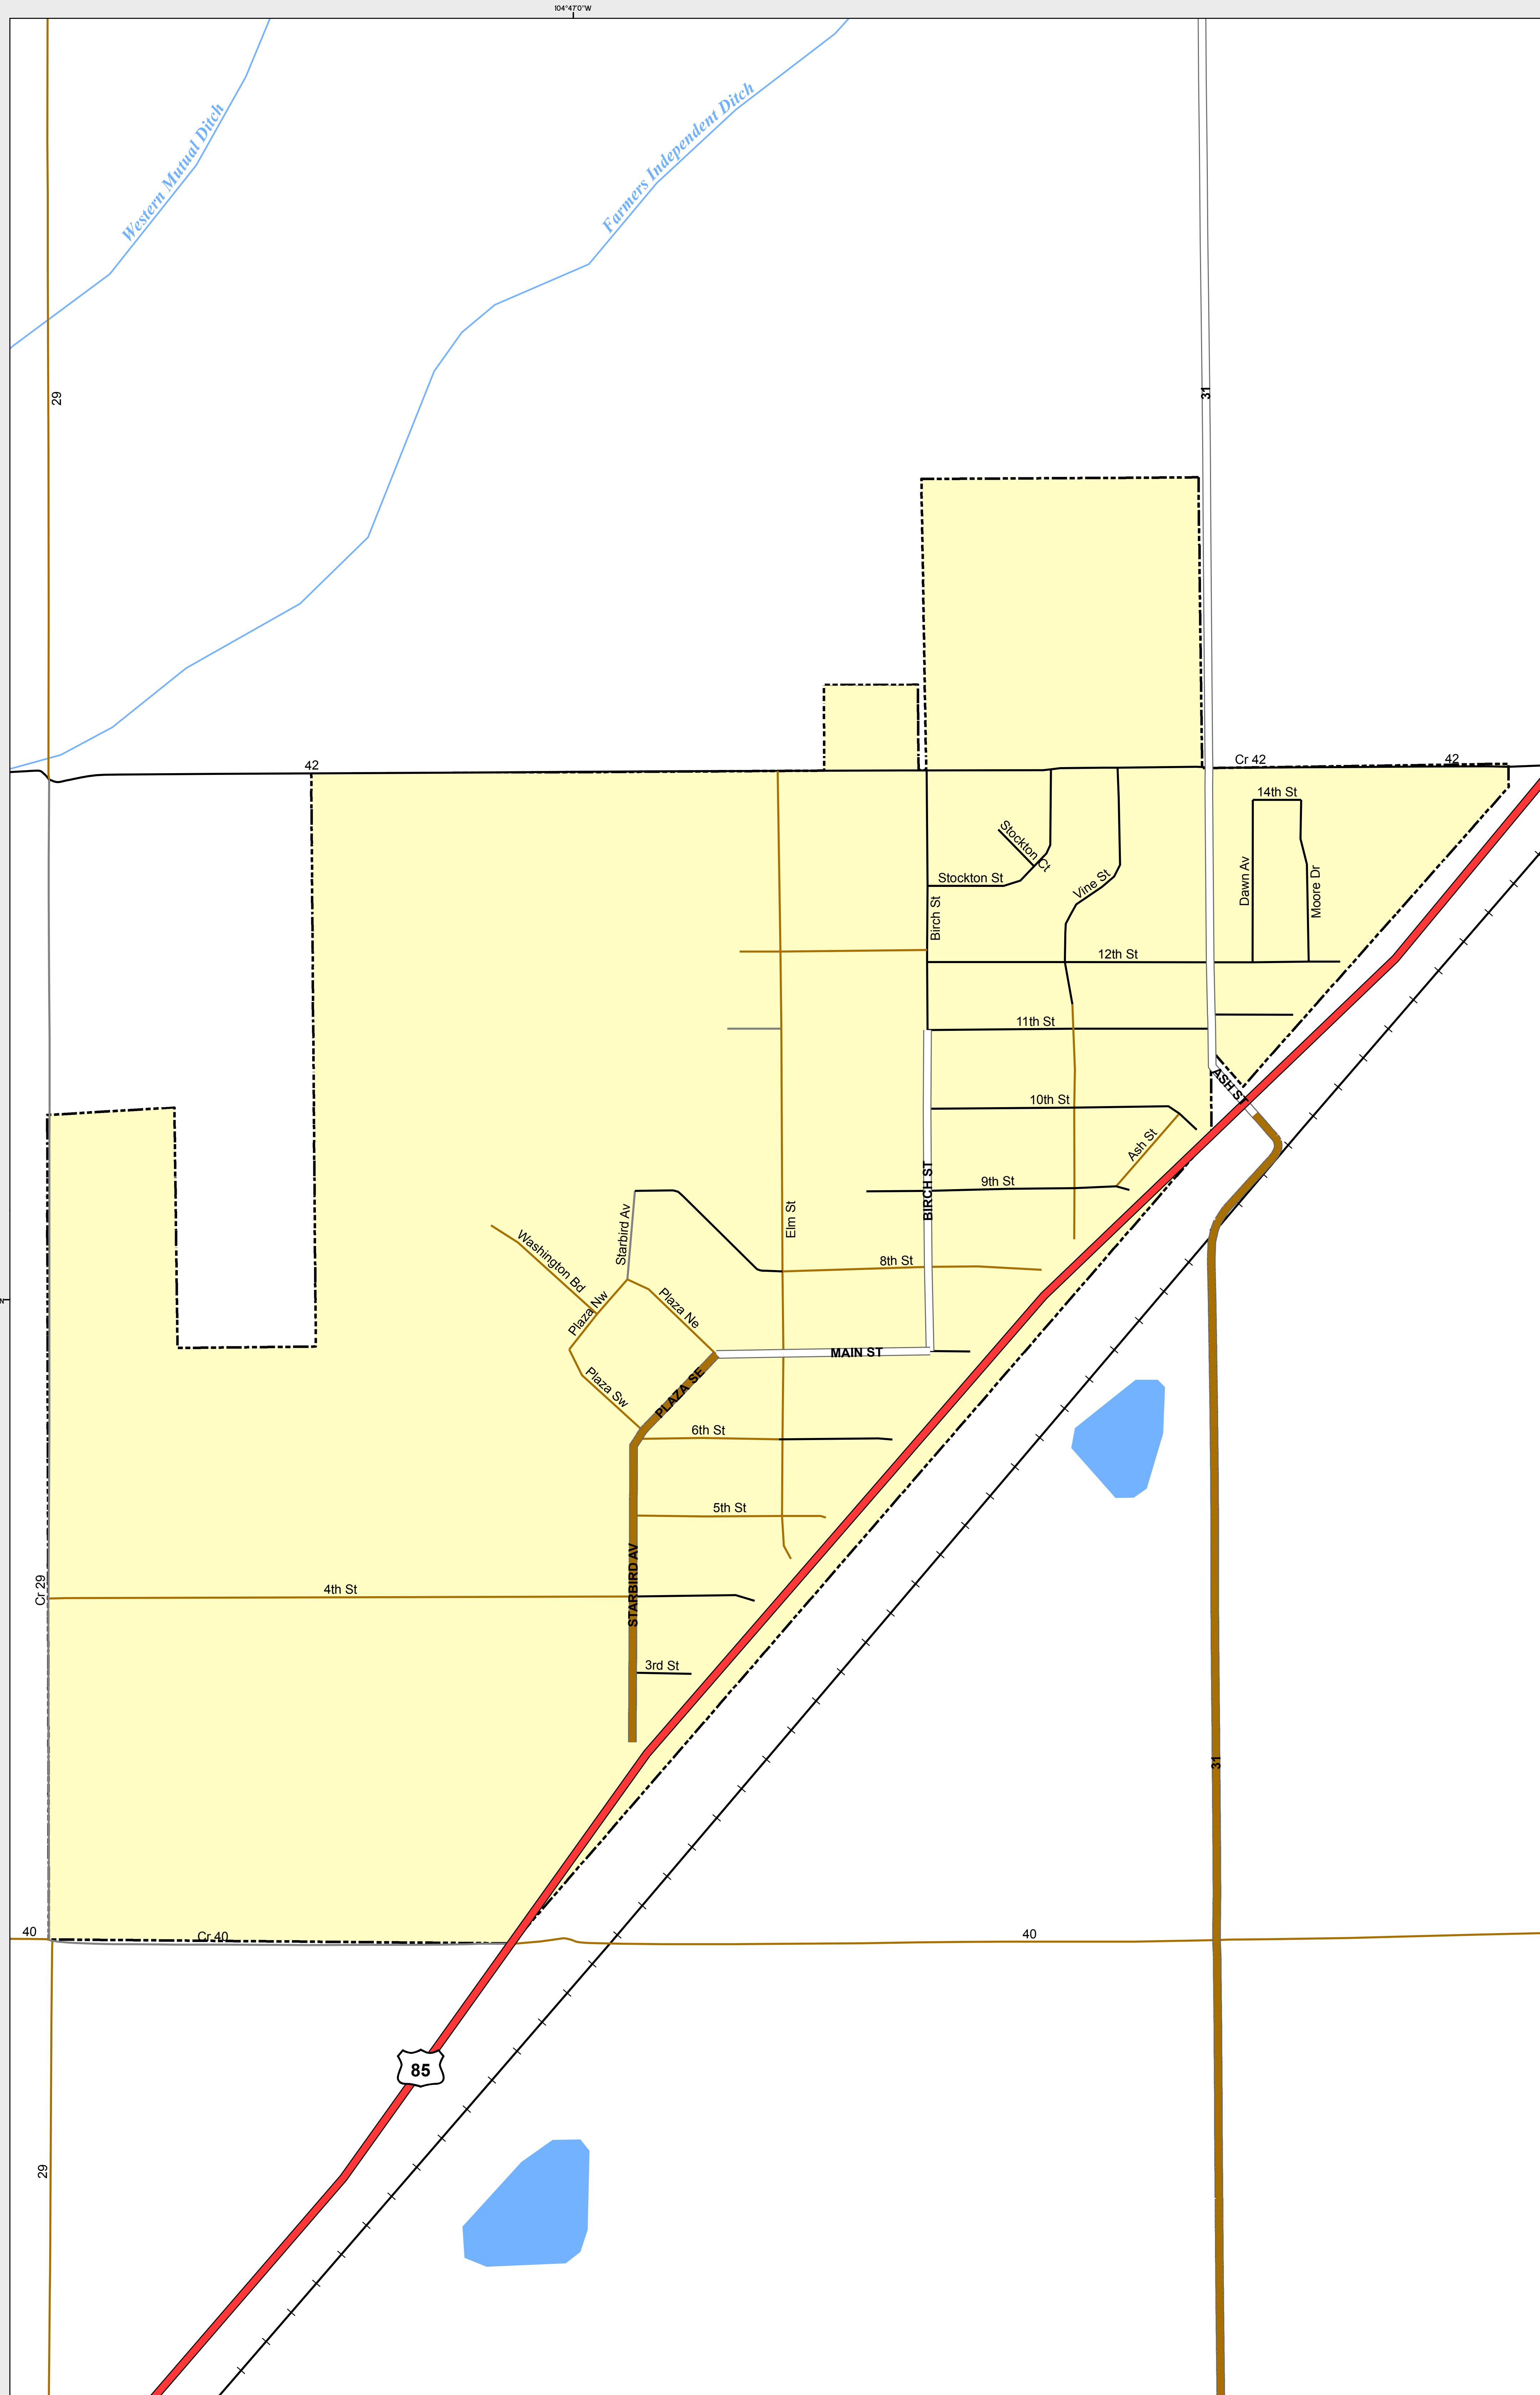 104°47'0"W
Western Mutual Ditch
Farmers Independent Ditch
29
31
42
Cr 42
42
14th St
Stockton Ct
Stockton St
Vine St
Dawn Av
Moore Dr
Birch St
12th St
11th St
ASH ST
10th St
Ash St
9th St
BIRCH ST
Elm St
Starbird Av
Washington Bd
8th St
Plaza Nw
Plaza Ne
MAIN ST
Plaza Sw
PLAZA SE
6th St
5th St
STARBIRD AV
Cr 29
4th St
3rd St
31
40
Cr 40
40
85
29